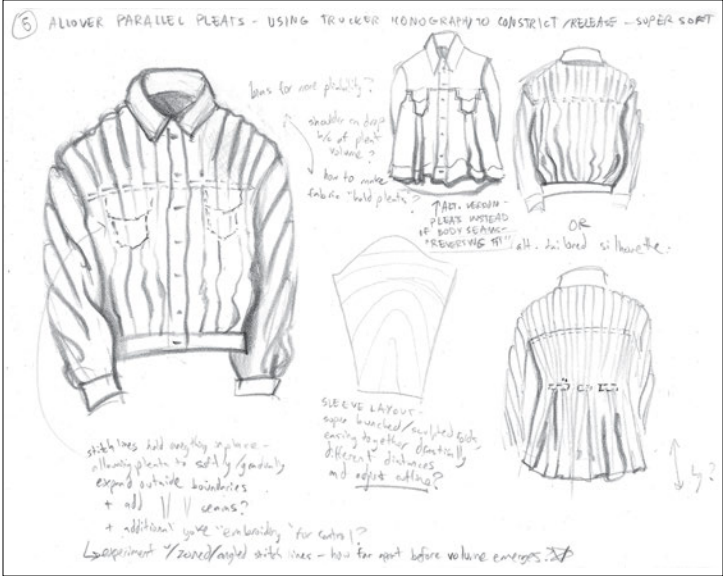 5 ALLOVER PARALLEL PLEATS - USING TRUCKER MONOGRAPH TO CONSTRICT/RELEASE - SUPER SOFT
for more pliability?
shoulder or drop
b/c of pleat
volume?
how to make
fabric "hold pleats"?
ALT. VERSION -
PLEATS INSTEAD
OF BODY SEAMS -
"REVERSING IT"
OR
alt. tailored silhouette.
SLEEVE LAYOUT -
super bunched/sculpted folds,
easing together drastically
different distances
and adjust outline?
stitch lines hold everything in place -
allowing pleats to softly/gradually
expand outside boundaries
+ add seams?
+ additional yoke "embroidery" for control?
experiment w/zoned/angled stitch lines - how far apart before volume emerges.
?